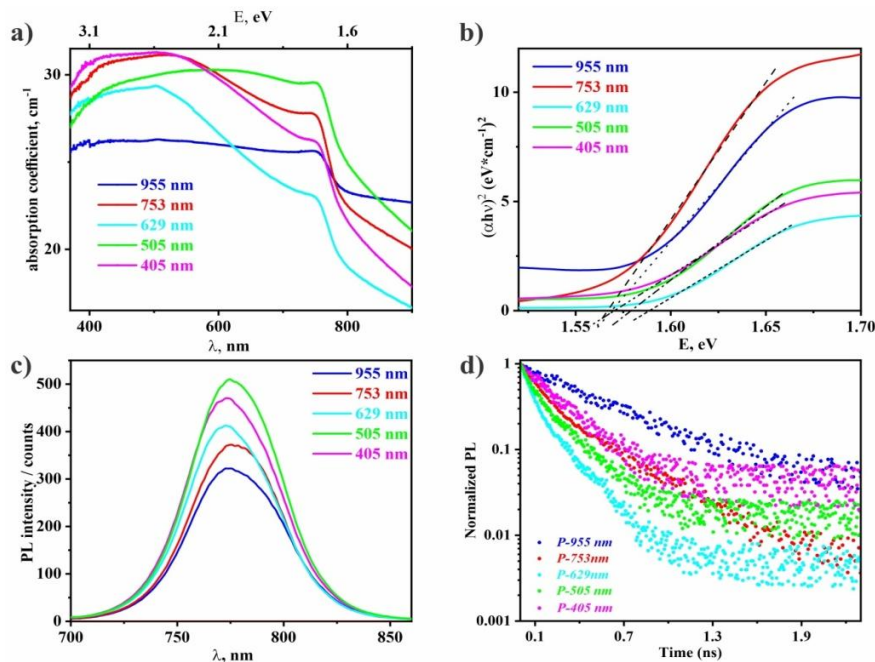 a)
E, eV
3.1 2.1 1.6
absorption coefficient, cm⁻¹
30
20
955 nm
753 nm
629 nm
505 nm
405 nm
400 600 800
λ, nm
b)
(αhν)² (eV*cm⁻¹)²
10
5
0
955 nm
753 nm
629 nm
505 nm
405 nm
1.55 1.60 1.65 1.70
E, eV
c)
PL intensity / counts
500
400
300
200
100
0
955 nm
753 nm
629 nm
505 nm
405 nm
700 750 800 850
λ, nm
d)
Normalized PL
1
0.1
0.01
0.001
P-955 nm
P-753nm
P-629nm
P-505 nm
P-405 nm
0.1 0.7 1.3 1.9
Time (ns)